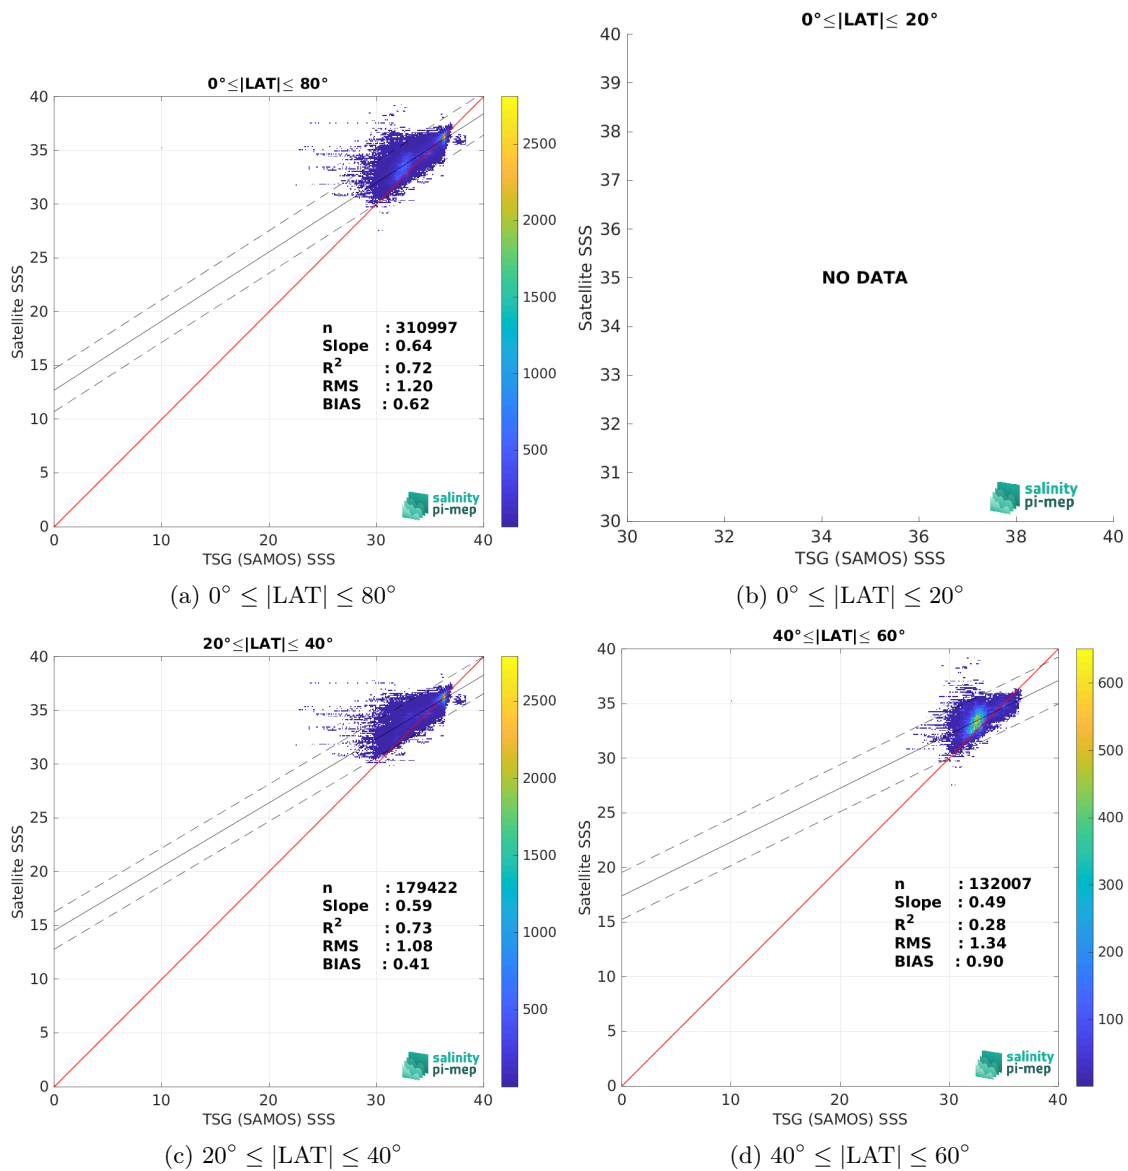 0°≤|LAT|≤ 80°
40
35
30
25
20
15
10
5
0
0
10
20
30
40
Satellite SSS
TSG (SAMOS) SSS
n : 310997
Slope : 0.64
R2 : 0.72
RMS : 1.20
BIAS : 0.62
salinity
pi-mep
2500
2000
1500
1000
500
(a) 0° ≤ |LAT| ≤ 80°
0°≤|LAT|≤ 20°
40
39
38
37
36
35
34
33
32
31
30
30
32
34
36
38
40
Satellite SSS
TSG (SAMOS) SSS
NO DATA
salinity
pi-mep
(b) 0° ≤ |LAT| ≤ 20°
20°≤|LAT|≤ 40°
40
35
30
25
20
15
10
5
0
0
10
20
30
40
Satellite SSS
TSG (SAMOS) SSS
n : 179422
Slope : 0.59
R2 : 0.73
RMS : 1.08
BIAS : 0.41
salinity
pi-mep
2500
2000
1500
1000
500
(c) 20° ≤ |LAT| ≤ 40°
40°≤|LAT|≤ 60°
40
35
30
25
20
15
10
5
0
0
10
20
30
40
Satellite SSS
TSG (SAMOS) SSS
n : 132007
Slope : 0.49
R2 : 0.28
RMS : 1.34
BIAS : 0.90
salinity
pi-mep
600
500
400
300
200
100
(d) 40° ≤ |LAT| ≤ 60°